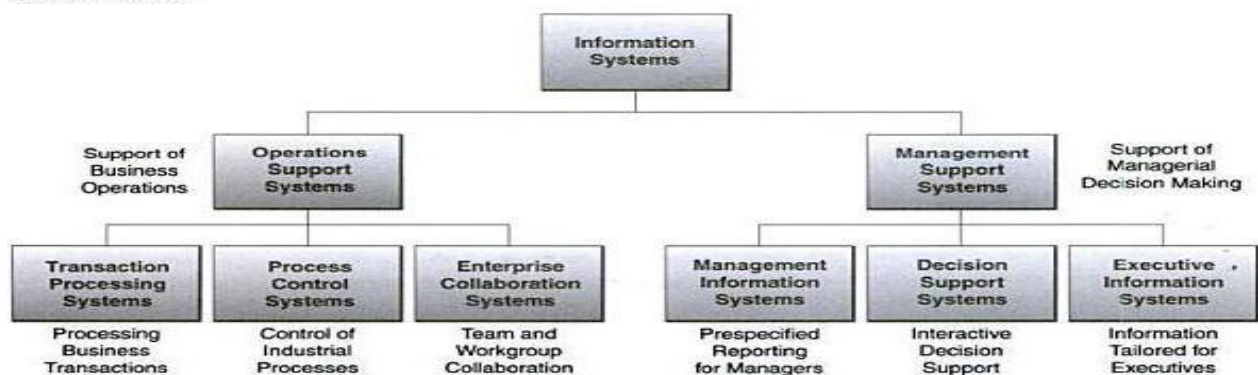 Information
Systems
Support of
Business
Operations
Operations
Support
Systems
Management
Support
Systems
Support of
Managerial
Decision Making
Transaction
Processing
Systems
Process
Control
Systems
Enterprise
Collaboration
Systems
Management
Information
Systems
Decision
Support
Systems
Executive
Information
Systems
Processing
Business
Transactions
Control of
Industrial
Processes
Team and
Workgroup
Collaboration
Prespecified
Reporting
for Managers
Interactive
Decision
Support
Information
Tailored for
Executives